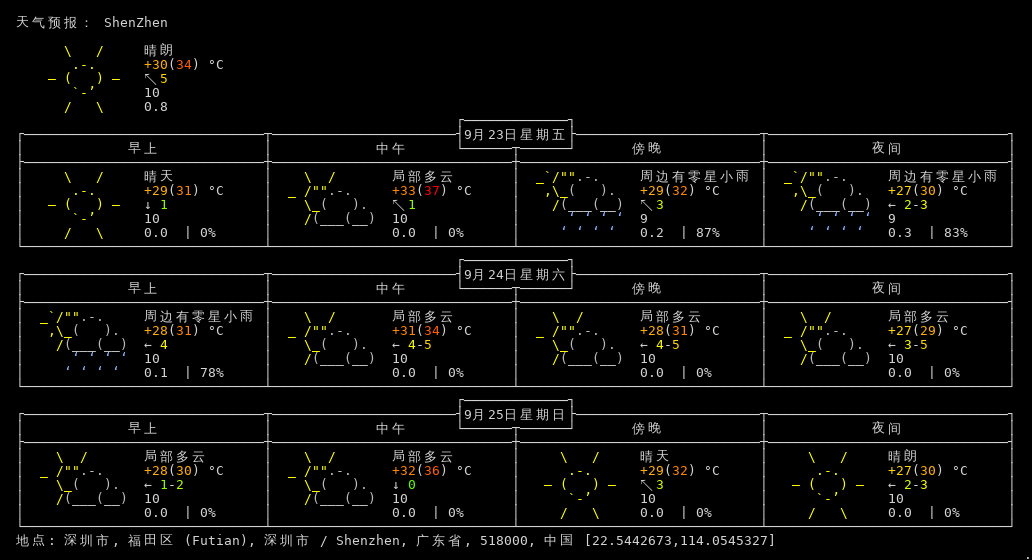 天气预报： ShenZhen
晴朗
+30(34) °C
↖ 5
10
0.8
9月23日星期五
早上 中午 傍晚 夜间
晴天 局部多云 周边有零星小雨 周边有零星小雨
+29(31) °C +33(37) °C +29(32) °C +27(30) °C
↓ 1 ↖ 1 ↖ 3 ← 2-3
10 10 9 9
0.0 | 0% 0.0 | 0% 0.2 | 87% 0.3 | 83%
9月24日星期六
早上 中午 傍晚 夜间
周边有零星小雨 局部多云 局部多云 局部多云
+28(31) °C +31(34) °C +28(31) °C +27(29) °C
← 4 ← 4-5 ← 4-5 ← 3-5
10 10 10 10
0.1 | 78% 0.0 | 0% 0.0 | 0% 0.0 | 0%
9月25日星期日
早上 中午 傍晚 夜间
局部多云 局部多云 晴天 晴朗
+28(30) °C +32(36) °C +29(32) °C +27(30) °C
← 1-2 ↓ 0 ↖ 3 ← 2-3
10 10 10 10
0.0 | 0% 0.0 | 0% 0.0 | 0% 0.0 | 0%
地点: 深圳市, 福田区 (Futian), 深圳市 / Shenzhen, 广东省, 518000, 中国 [22.5442673,114.0545327]